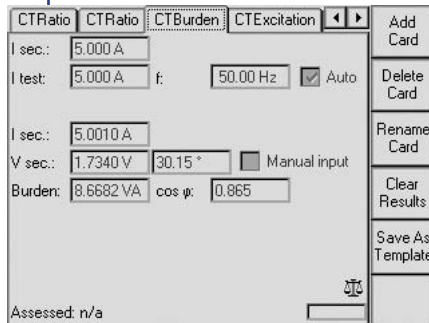 CTRatio CTRatio CTBurden CTExcitation
I sec.: 5.000 A
I test: 5.000 A f: 50.00 Hz Auto
I sec.: 5.0010 A
V sec.: 1.7340 V 30.15 ° Manual input
Burden: 8.6682 VA cos φ: 0.865
Assessed: n/a
Add
Card
Delete
Card
Rename
Card
Clear
Results
Save As
Template